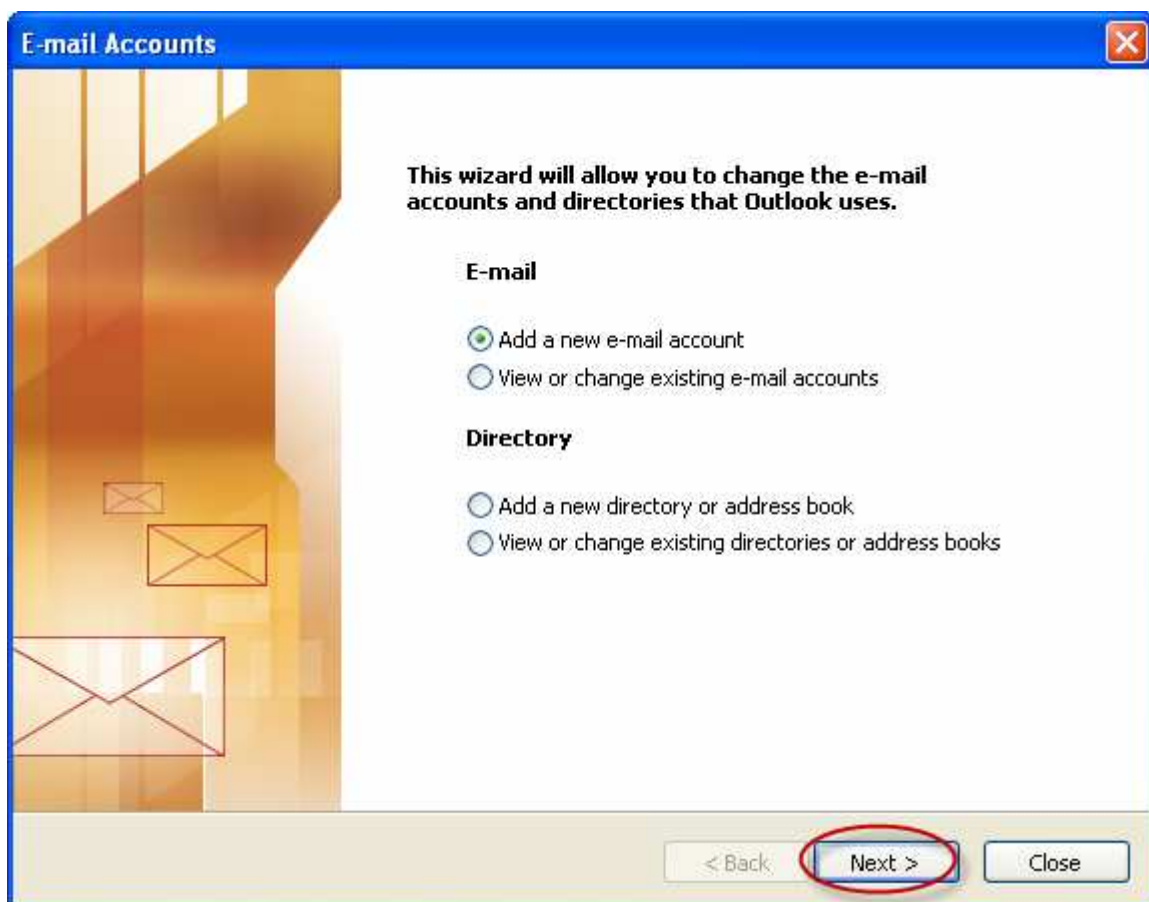 E-mail Accounts
This wizard will allow you to change the e-mail
accounts and directories that Outlook uses.
E-mail
Add a new e-mail account
View or change existing e-mail accounts
Directory
Add a new directory or address book
View or change existing directories or address books
< Back
Next >
Close